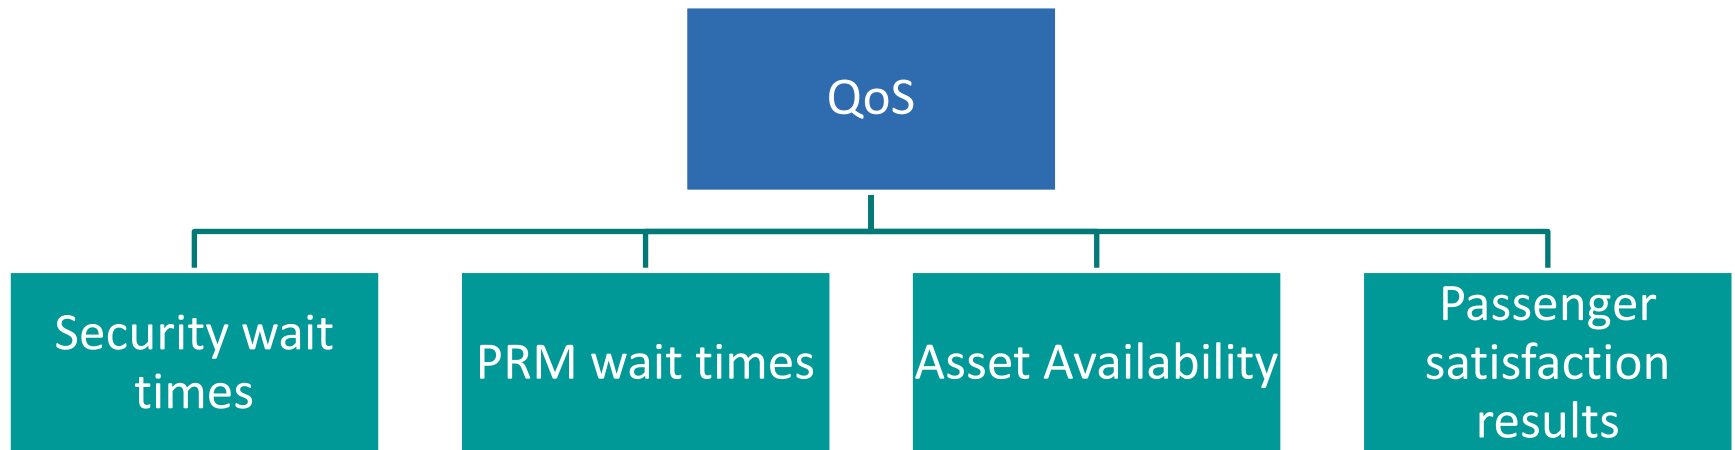 QoS
Security wait
times
PRM wait times
Asset Availability
Passenger
satisfaction
results